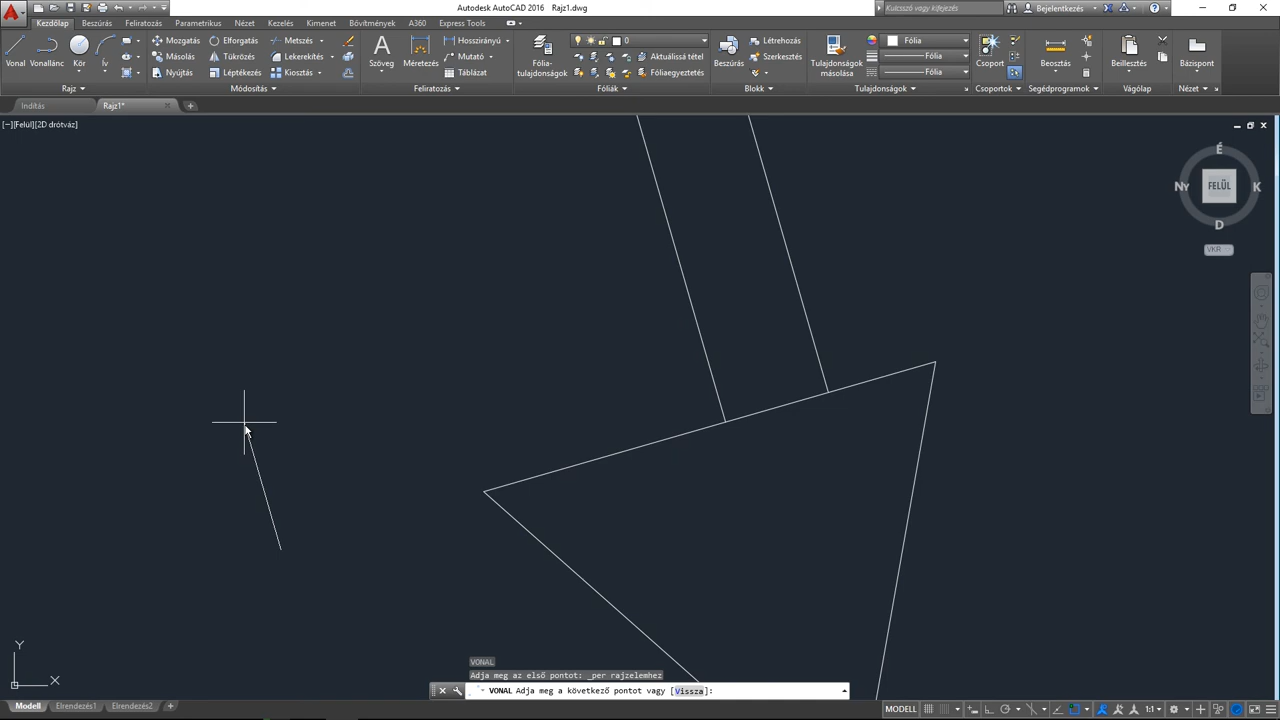 Autodesk AutoCAD 2016 Rajz1.dwg
Kulcsszó vagy kifejezés
Bejelentkezés
Kezdőlap Beszúrás Feliratozás Parametrikus Nézet Kezelés Kimenet Bővítmények A360 Express Tools
Vonal Vonallánc Kör Ív
Mozgatás Elforgatás Metszés
Másolás Tükrözés Lekerekítés
Nyújtás Léptékezés Kiosztás
Szöveg Méretezés
Hosszirányú
Mutató
Táblázat
Fólia-
tulajdonságok
0
Aktuálissá tétel
Fóliaegyeztetés
Beszúrás
Létrehozás
Szerkesztés
Tulajdonságok
másolása
Fólia
Fólia
Fólia
Csoport
Beosztás
Beillesztés
Bázispont
Rajz Módosítás Feliratozás Fóliák Blokk Tulajdonságok Csoportok Segédprogramok Vágólap Nézet
Indítás Rajz1*
[−][Felül][2D drótváz]
É
NY FELÜL K
D
VKR
Y
X
VONAL
Adja meg az első pontot: _per rajzelemhez
VONAL Adja meg a következő pontot vagy [Vissza]:
Modell Elrendezés1 Elrendezés2 +
MODELL 1:1